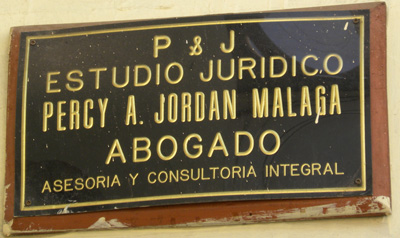 P & J
ESTUDIO JURIDICO
PERCY A. JORDAN MALAGA
ABOGADO
ASESORIA Y CONSULTORIA INTEGRAL